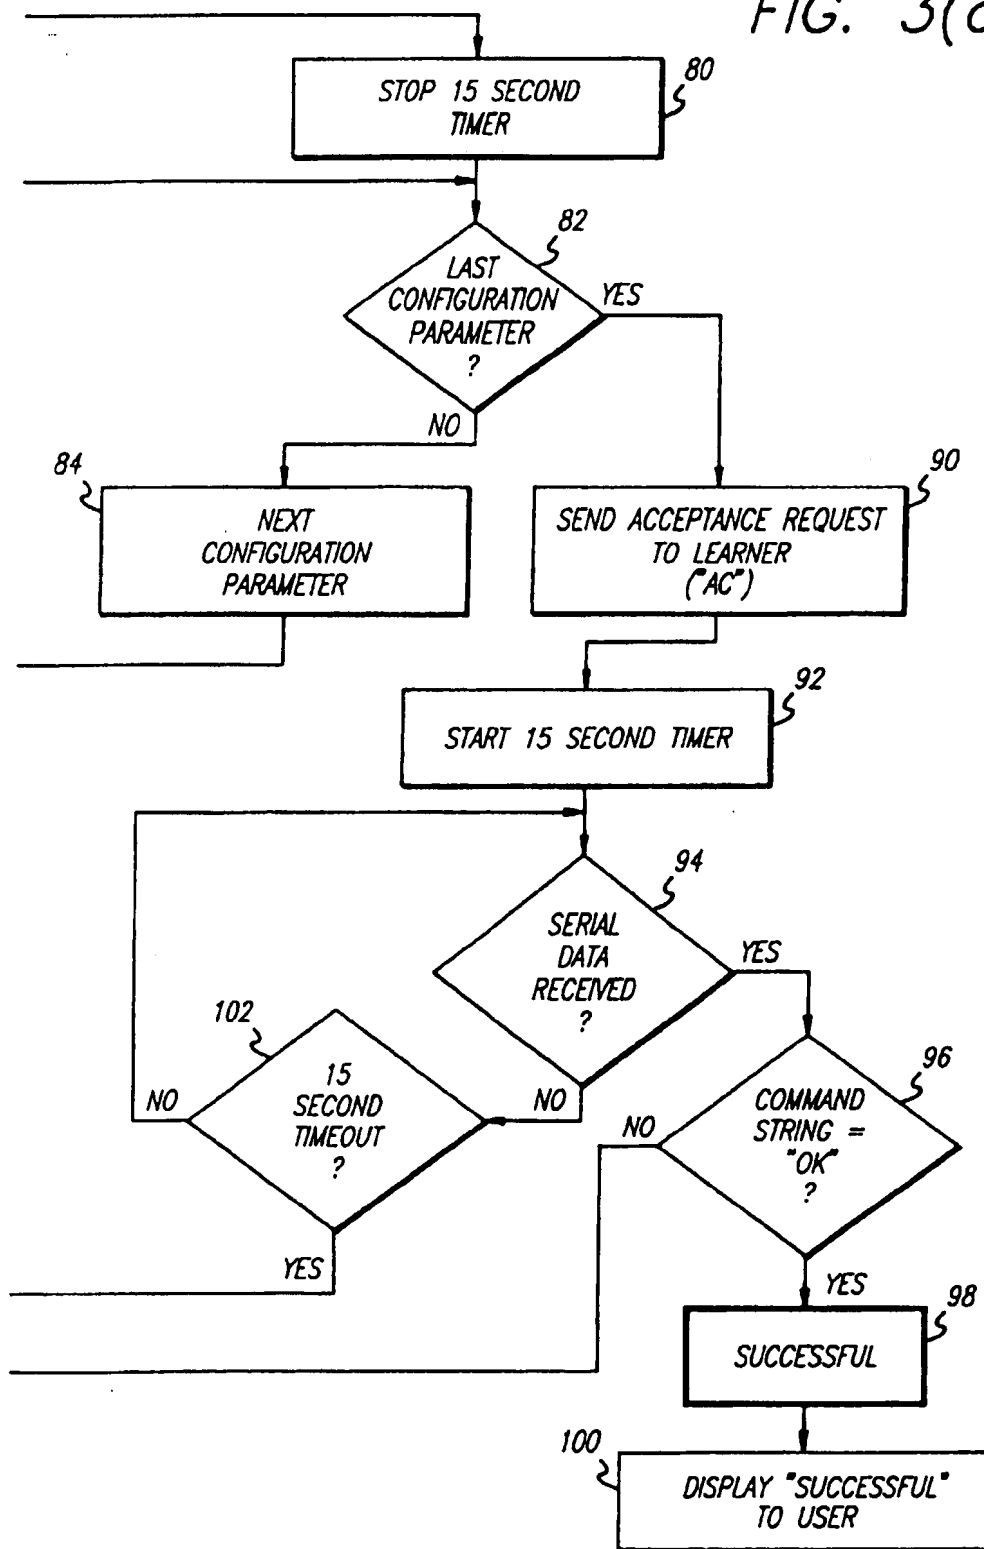 FIG. 3(
80
STOP 15 SECOND
TIMER
82
LAST
CONFIGURATION
PARAMETER
?
YES
NO
84
NEXT
CONFIGURATION
PARAMETER
90
SEND ACCEPTANCE REQUEST
TO LEARNER
("AC")
92
START 15 SECOND TIMER
94
SERIAL
DATA
RECEIVED
?
YES
NO
102
15
SECOND
TIMEOUT
?
NO
YES
96
COMMAND
STRING =
"OK"
?
NO
YES
98
SUCCESSFUL
100
DISPLAY "SUCCESSFUL"
TO USER